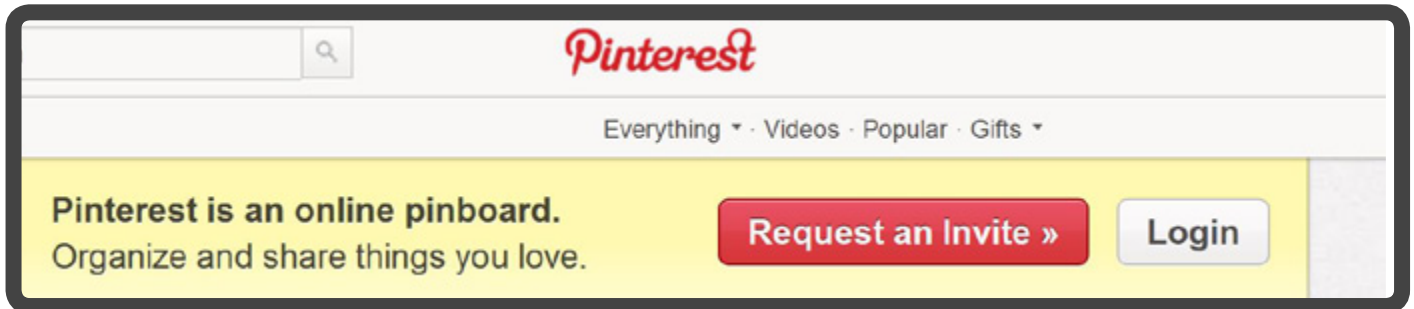 Pinterest
Everything · Videos · Popular · Gifts
Pinterest is an online pinboard.
Organize and share things you love.
Request an Invite »
Login